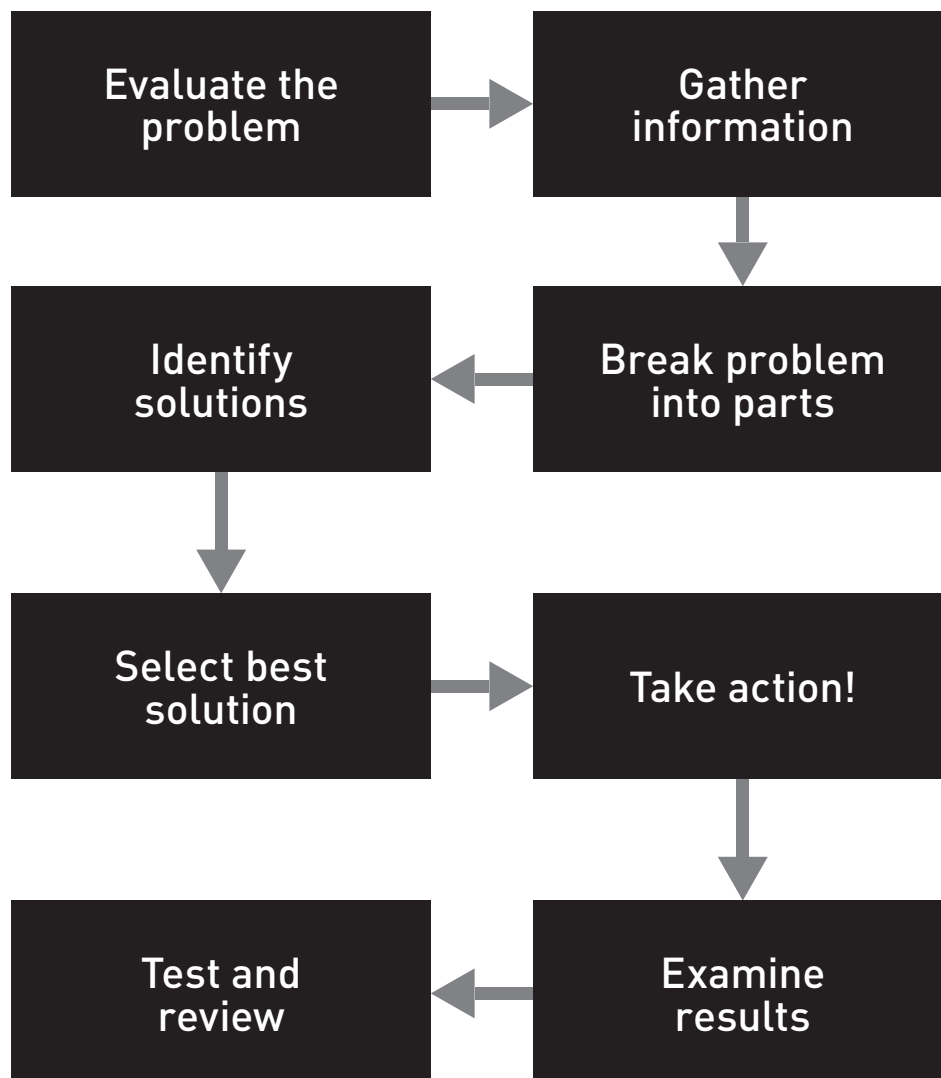 Evaluate the
problem
Gather
information
Break problem
into parts
Identify
solutions
Select best
solution
Take action!
Examine
results
Test and
review